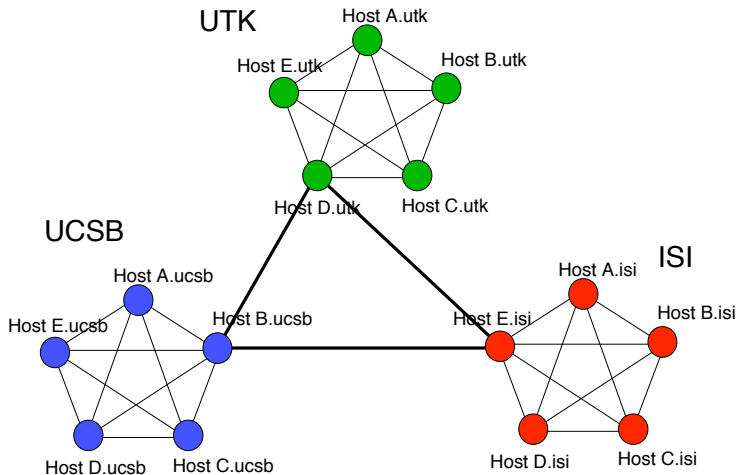 UTK
Host A.utk
Host E.utk
Host B.utk
Host D.utk
Host C.utk
UCSB
ISI
Host A.ucsb
Host A.isi
Host E.ucsb
Host B.ucsb
Host E.isi
Host B.isi
Host D.ucsb
Host C.ucsb
Host D.isi
Host C.isi